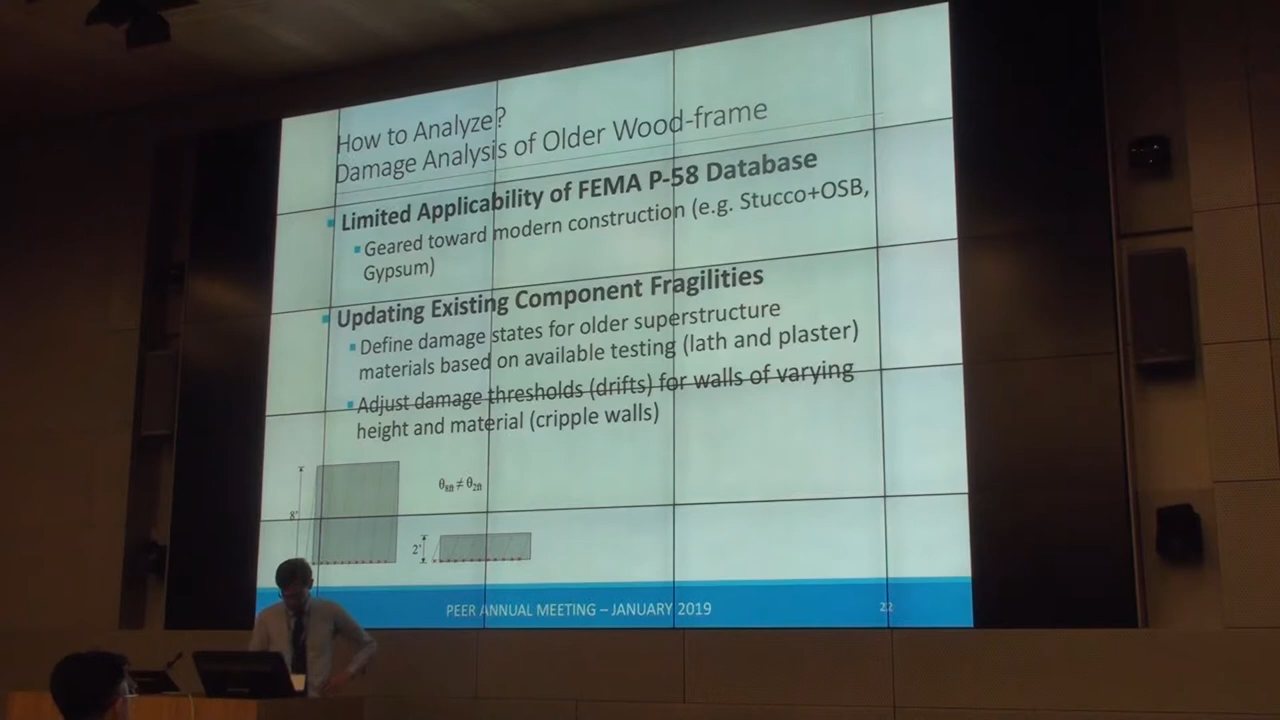 How to Analyze?
Damage Analysis of Older Wood-frame
Limited Applicability of FEMA P-58 Database
Geared toward modern construction (e.g. Stucco+OSB,
Gypsum)
Updating Existing Component Fragilities
Define damage states for older superstructure
materials based on available testing (lath and plaster)
Adjust damage thresholds (drifts) for walls of varying
height and material (cripple walls)
θ8ft ≠ θ2ft
8'
2'
PEER ANNUAL MEETING – JANUARY 2019
22